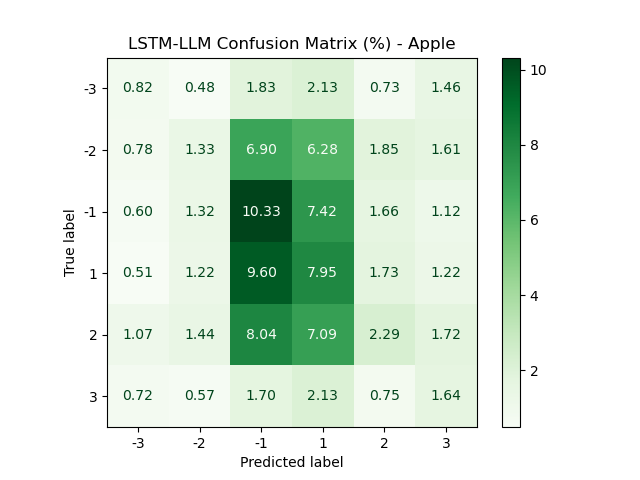 LSTM-LLM Confusion Matrix (%) - Apple
True label
-3 0.82 0.48 1.83 2.13 0.73 1.46
-2 0.78 1.33 6.90 6.28 1.85 1.61
-1 0.60 1.32 10.33 7.42 1.66 1.12
1 0.51 1.22 9.60 7.95 1.73 1.22
2 1.07 1.44 8.04 7.09 2.29 1.72
3 0.72 0.57 1.70 2.13 0.75 1.64
-3 -2 -1 1 2 3
Predicted label
10
8
6
4
2